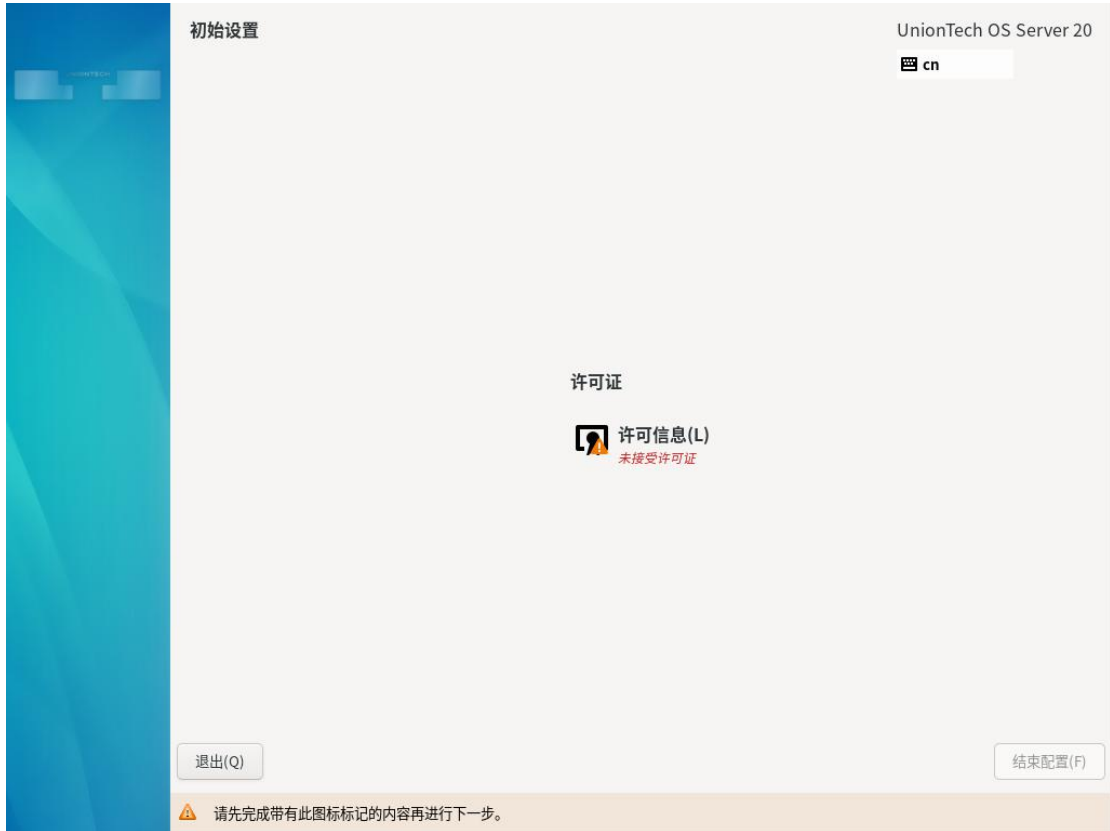 初始设置
UnionTech OS Server 20
cn
许可证
许可信息(L)
未接受许可证
退出(Q)
结束配置(F)
请先完成带有此图标标记的内容再进行下一步。